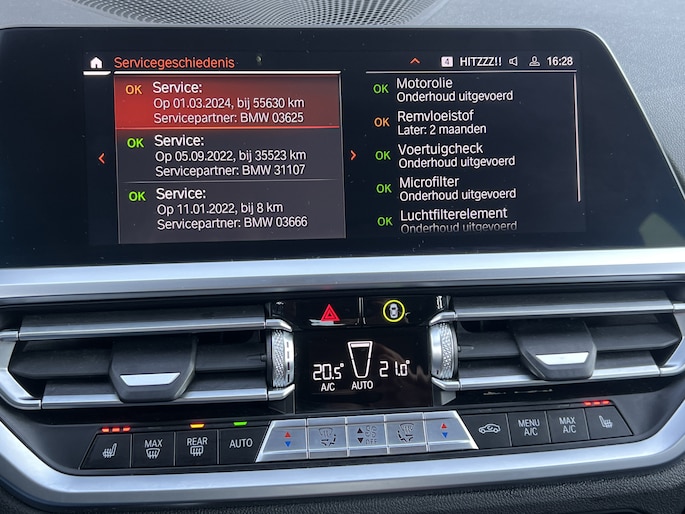 Servicegeschiedenis
4 HITZZZ!! 16:28
OK Service:
Op 01.03.2024, bij 55630 km
Servicepartner: BMW 03625
OK Service:
Op 05.09.2022, bij 35523 km
Servicepartner: BMW 31107
OK Service:
Op 11.01.2022, bij 8 km
Servicepartner: BMW 03666
OK Motorolie
Onderhoud uitgevoerd
OK Remvloeistof
Later: 2 maanden
OK Voertuigcheck
Onderhoud uitgevoerd
OK Microfilter
Onderhoud uitgevoerd
OK Luchtfilterelement
Onderhoud uitgevoerd
20.5° 21.0°
A/C AUTO
MAX
REAR
AUTO
OFF
MENU
A/C
MAX
A/C